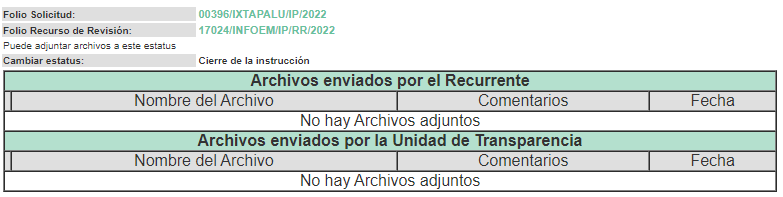 Folio Solicitud: 00396/IXTAPALU/IP/2022
Folio Recurso de Revisión: 17024/INFOEM/IP/RR/2022
Puede adjuntar archivos a este estatus
Cambiar estatus: Cierre de la instrucción
Archivos enviados por el Recurrente
Nombre del Archivo Comentarios Fecha
No hay Archivos adjuntos
Archivos enviados por la Unidad de Transparencia
Nombre del Archivo Comentarios Fecha
No hay Archivos adjuntos